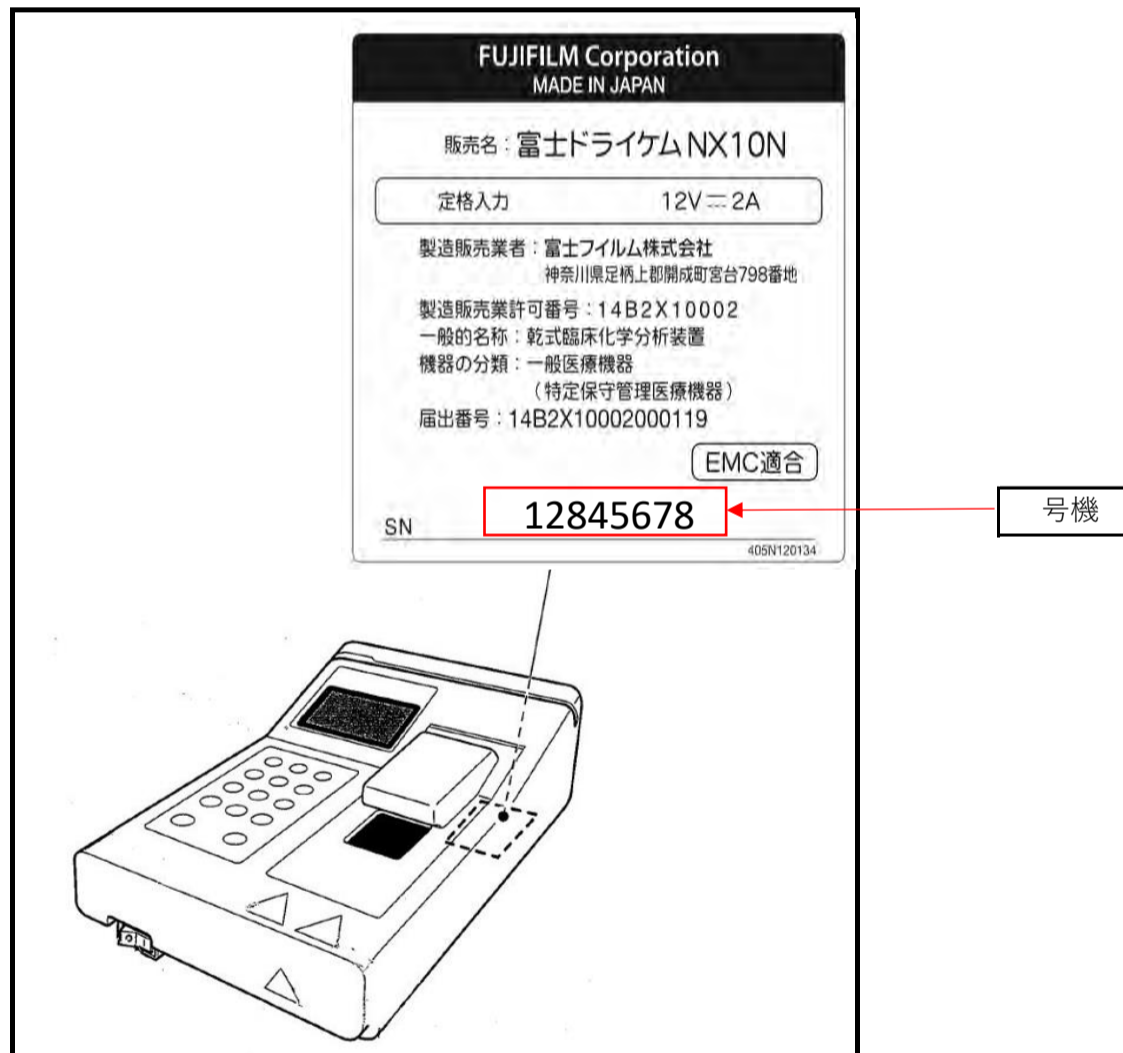 FUJIFILM Corporation
MADE IN JAPAN
販売名：富士ドライケム NX10N
定格入力 12V⎓2A
製造販売業者：富士フイルム株式会社
神奈川県足柄上郡開成町宮台798番地
製造販売業許可番号：14B2X10002
一般的名称：乾式臨床化学分析装置
機器の分類：一般医療機器
（特定保守管理医療機器）
届出番号：14B2X10002000119
EMC適合
SN 12845678
号機
405N120134